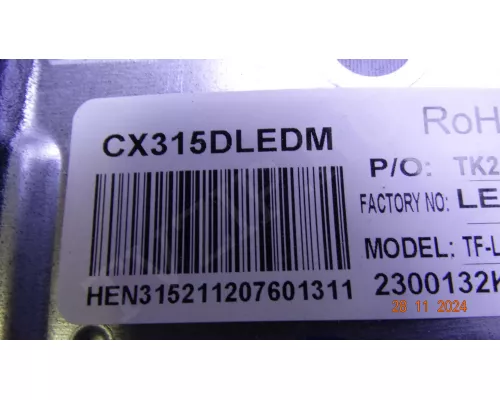 CX315DLEDM
HEN315211207601311
RoH
P/O: TK2
FACTORY NO: LE
MODEL: TF-L
2300132K
28 11 2024